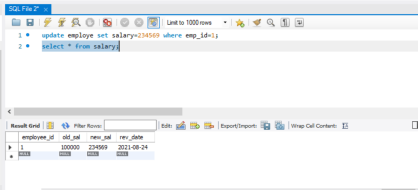 SQL File 2*
Limit to 1000 rows
1 update employe set salary=234569 where emp_id=1;
2 select * from salary;
Result Grid Filter Rows: Edit: Export/Import: Wrap Cell Content:
employee_id old_sal new_sal rev_date
1 100000 234569 2021-08-24
NULL NULL NULL NULL